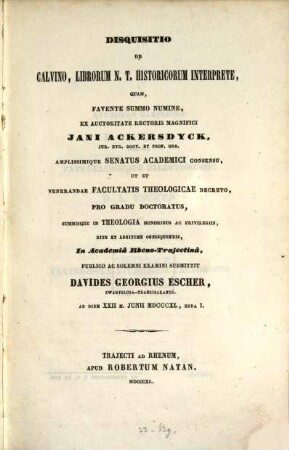 DISQUISITIO
DE
CALVINO, LIBRORUM N. T. HISTORICORUM INTERPRETE,
QUAM,
FAVENTE SUMMO NUMINE,
EX AUCTORITATE RECTORIS MAGNIFICI
JANI ACKERSDYCK,
JUR. UTR. DOCT. ET PROF. ORD.
AMPLISSIMIQUE SENATUS ACADEMICI CONSENSU,
UT ET
VENERANDAE FACULTATIS THEOLOGICAE DECRETO,
PRO GRADU DOCTORATUS,
SUMMISQUE IN THEOLOGIA HONORIBUS AC PRIVILEGIIS,
RITE ET LEGITIME CONSEQUENDIS,
In Academiâ Rheno-Trajectinâ,
PUBLICO AC SOLEMNI EXAMINI SUBMITTIT
DAVIDES GEORGIUS ESCHER,
TRANSISALANUS.
AD DIEM XXII M. JUNII MDCCCXL, HORA I.
TRAJECTI AD RHENUM,
APUD ROBERTUM NATAN.
MDCCCXL.